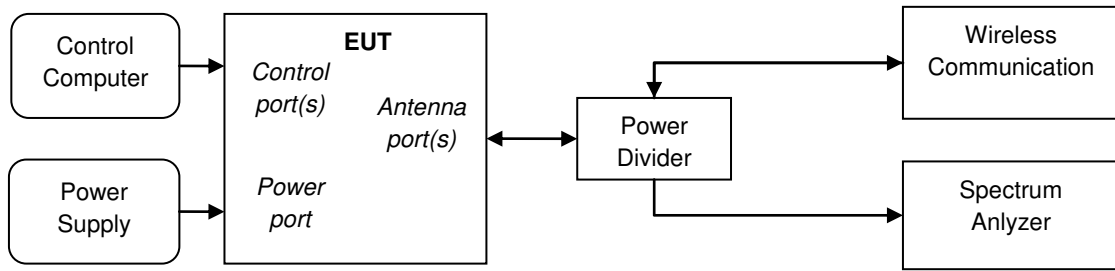 Control
Computer
Power
Supply
EUT
Control
port(s)
Antenna
port(s)
Power
port
Power
Divider
Wireless
Communication
Spectrum
Anlyzer